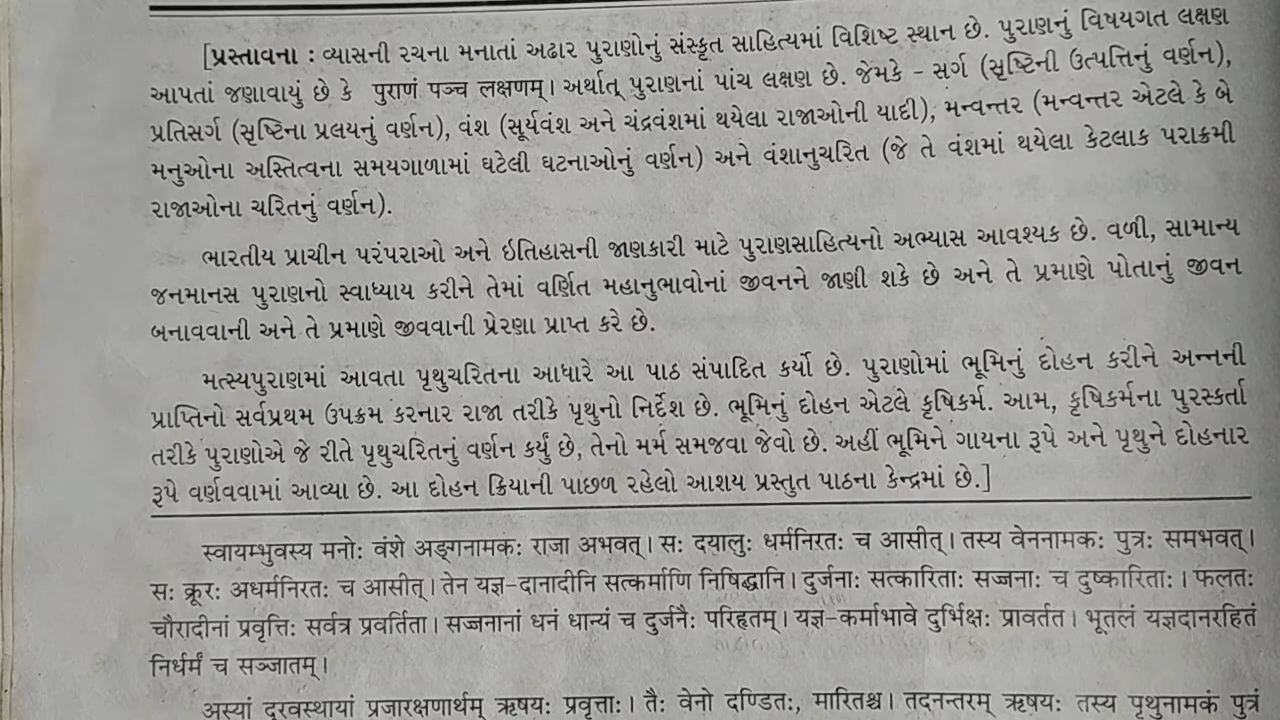 [પ્રસ્તાવના : વ્યાસની રચના મનાતાં અઢાર પુરાણોનું સંસ્કૃત સાહિત્યમાં વિશિષ્ટ સ્થાન છે. પુરાણનું વિષયગત લક્ષણ
આપતાં જણાવાયું છે કે पुराणं पञ्च लक्षणम्। અર્થાત્ પુરાણનાં પાંચ લક્ષણ છે. જેમકે - સર્ગ (સૃષ્ટિની ઉત્પત્તિનું વર્ણન),
પ્રતિસર્ગ (સૃષ્ટિના પ્રલયનું વર્ણન), વંશ (સૂર્યવંશ અને ચંદ્રવંશમાં થયેલા રાજાઓની યાદી), મન્વન્તર (મન્વન્તર એટલે કે બે
મનુઓના અસ્તિત્વના સમયગાળામાં ઘટેલી ઘટનાઓનું વર્ણન) અને વંશાનુચરિત (જે તે વંશમાં થયેલા કેટલાક પરાક્રમી
રાજાઓના ચરિતનું વર્ણન).
ભારતીય પ્રાચીન પરંપરાઓ અને ઇતિહાસની જાણકારી માટે પુરાણસાહિત્યનો અભ્યાસ આવશ્યક છે. વળી, સામાન્ય
જનમાનસ પુરાણનો સ્વાધ્યાય કરીને તેમાં વર્ણિત મહાનુભાવોનાં જીવનને જાણી શકે છે અને તે પ્રમાણે પોતાનું જીવન
બનાવવાની અને તે પ્રમાણે જીવવાની પ્રેરણા પ્રાપ્ત કરે છે.
મત્સ્યપુરાણમાં આવતા પૃથુચરિતના આધારે આ પાઠ સંપાદિત કર્યો છે. પુરાણોમાં ભૂમિનું દોહન કરીને અન્નની
પ્રાપ્તિનો સર્વપ્રથમ ઉપક્રમ કરનાર રાજા તરીકે પૃથુનો નિર્દેશ છે. ભૂમિનું દોહન એટલે કૃષિકર્મ. આમ, કૃષિકર્મના પુરસ્કર્તા
તરીકે પુરાણોએ જે રીતે પૃથુચરિતનું વર્ણન કર્યું છે, તેનો મર્મ સમજવા જેવો છે. અહીં ભૂમિને ગાયના રૂપે અને પૃથુને દોહનાર
રૂપે વર્ણવવામાં આવ્યા છે. આ દોહન ક્રિયાની પાછળ રહેલો આશય પ્રસ્તુત પાઠના કેન્દ્રમાં છે.]
स्वायम्भुवस्य मनोः वंशे अङ्गनामकः राजा अभवत्। सः दयालुः धर्मनिरतः च आसीत्। तस्य वेननामकः पुत्रः समभवत्।
सः क्रूरः अधर्मनिरतः च आसीत्। तेन यज्ञ-दानादीनि सत्कर्माणि निषिद्धानि। दुर्जनाः सत्कारिताः सज्जनाः च दुष्कारिताः। फलतः
चौरादीनां प्रवृत्तिः सर्वत्र प्रवर्तिता। सज्जनानां धनं धान्यं च दुर्जनैः परिहृतम्। यज्ञ-कर्माभावे दुर्भिक्षः प्रावर्तत। भूतलं यज्ञदानरहितं
निर्धर्मं च सञ्जातम्।
अस्यां दुरवस्थायां प्रजारक्षणार्थम् ऋषयः प्रवृत्ताः। तैः वेनो दण्डितः, मारितश्च। तदनन्तरम् ऋषयः तस्य पृथुनामकं पुत्रं